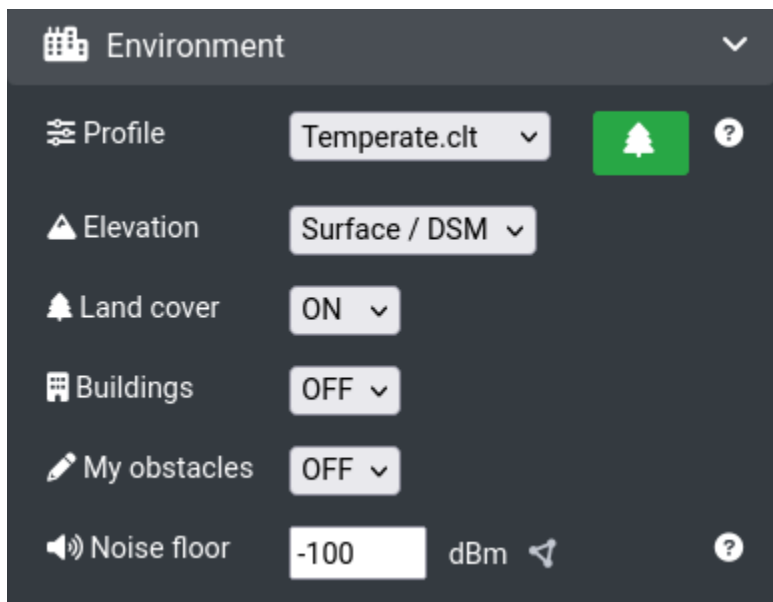 Environment
Profile Temperate.clt ?
Elevation Surface / DSM
Land cover ON
Buildings OFF
My obstacles OFF
Noise floor -100 dBm ?